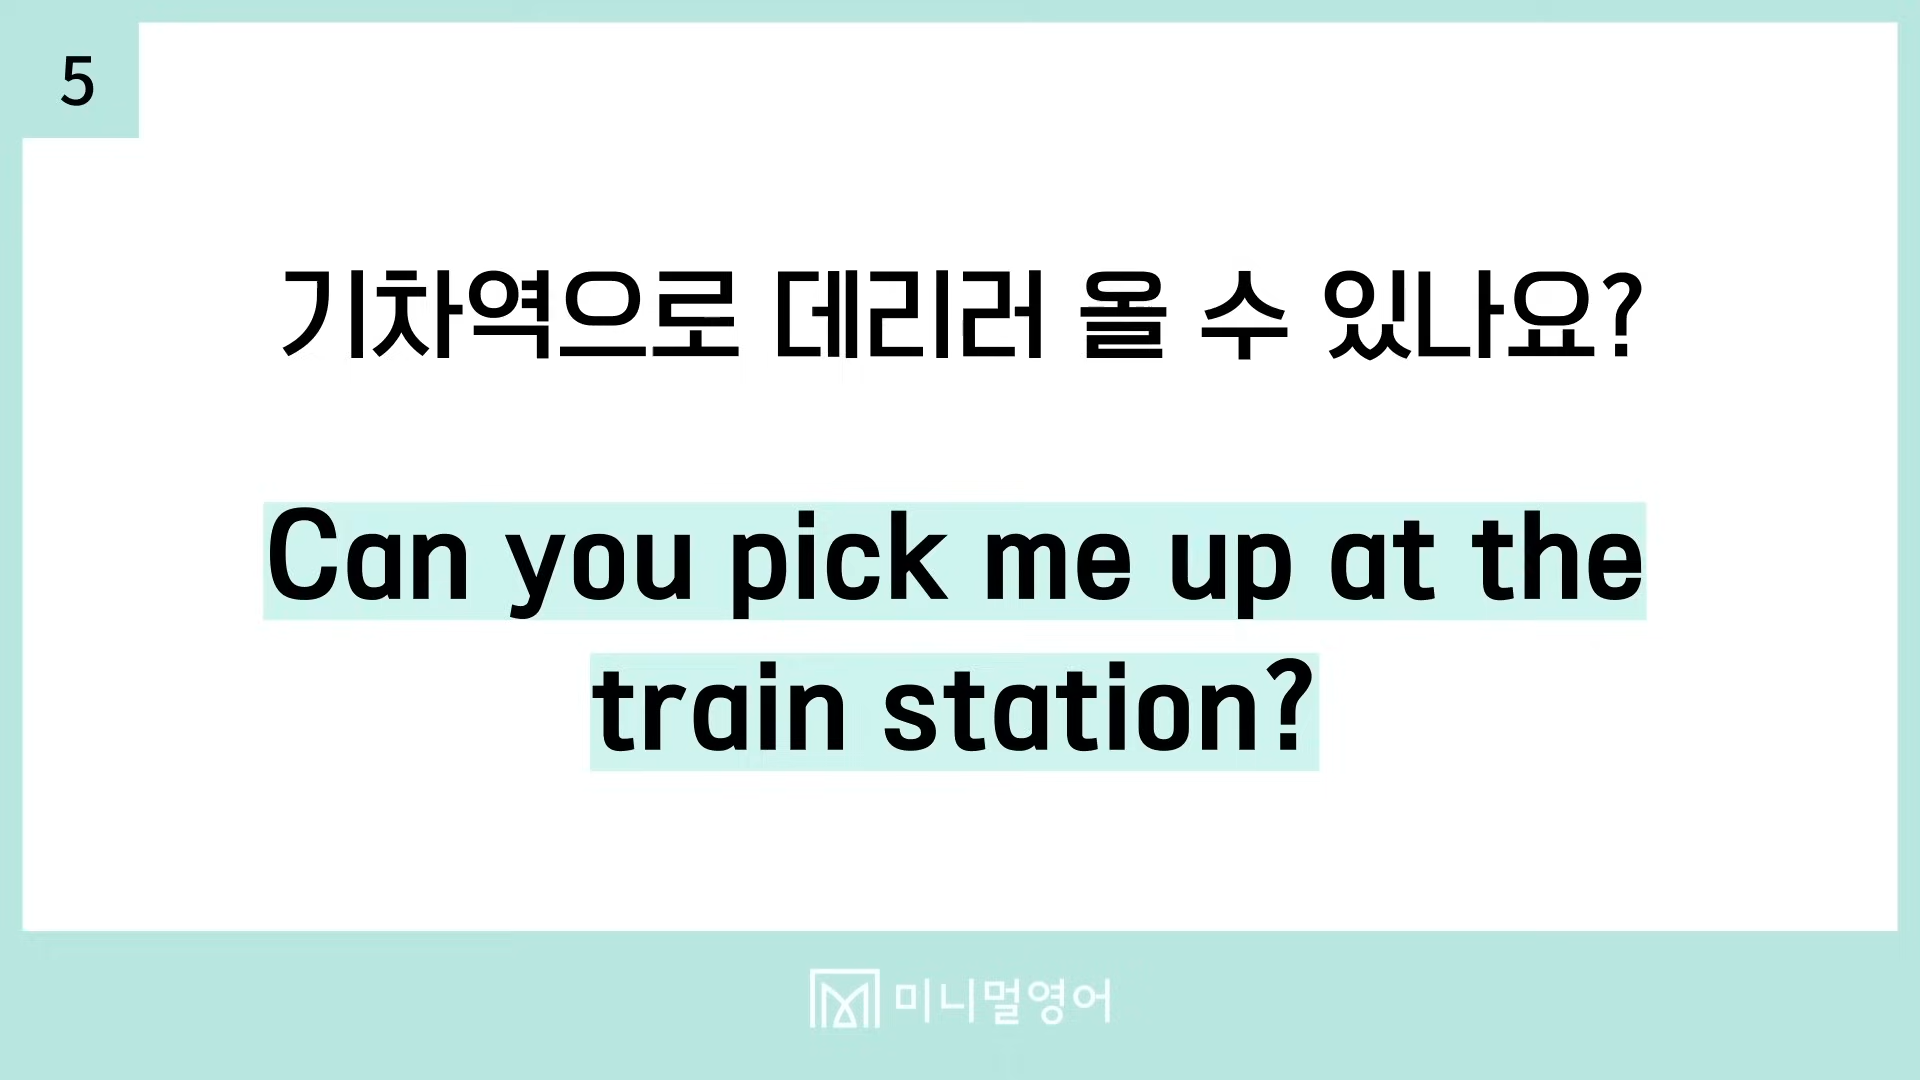 5
기차역으로 데리러 올 수 있나요?
Can you pick me up at the
train station?
미니멀영어